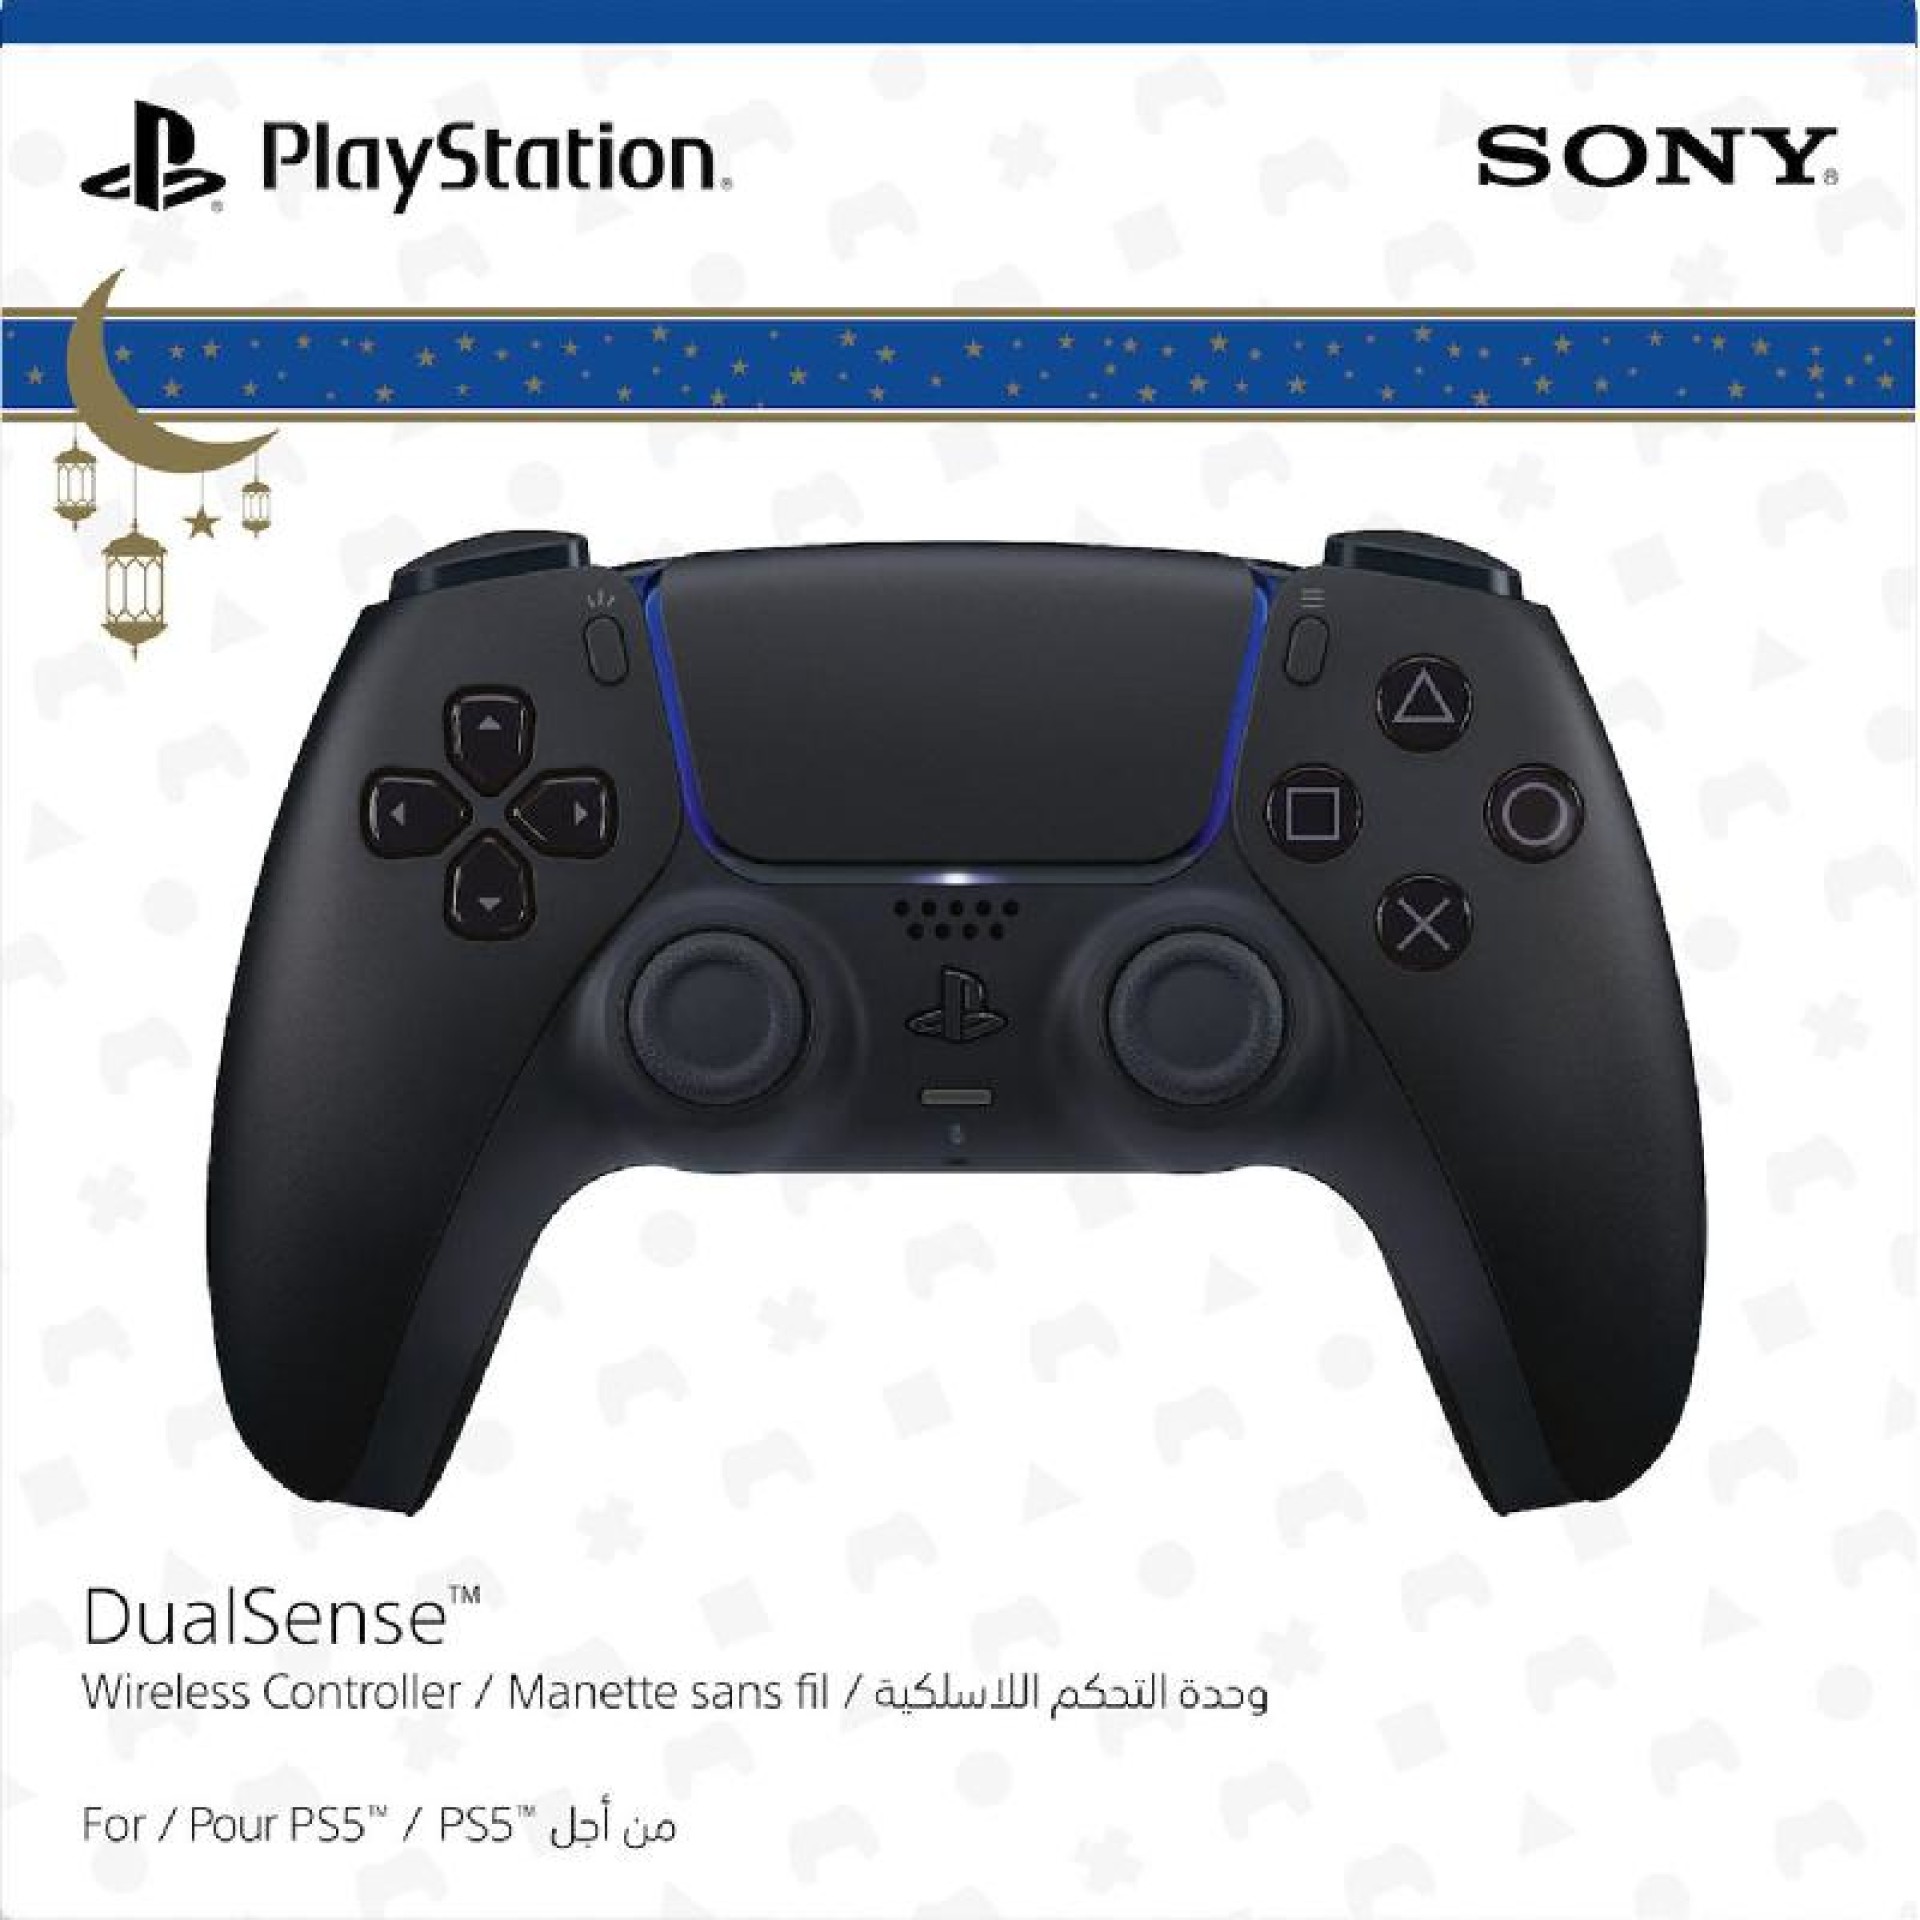 PlayStation®
SONY®
DualSense™
Wireless Controller / Manette sans fil / وحدة التحكم اللاسلكية
For / Pour PS5™ / PS5™ من أجل